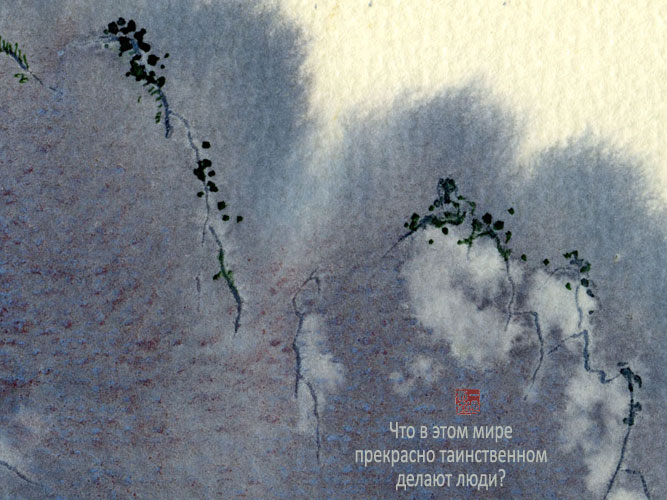 Что в этом мире
прекрасно таинственном
делают люди?